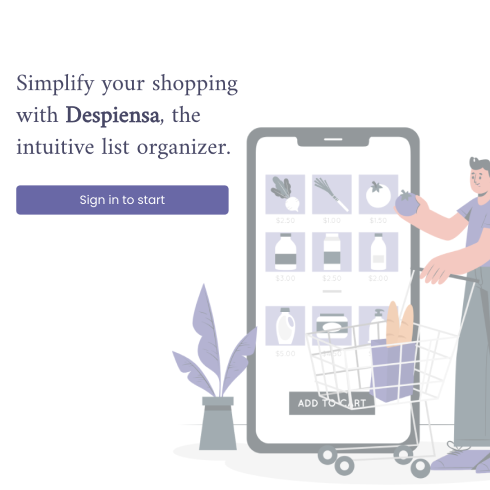 Simplify your shopping
with Despiensa, the
intuitive list organizer.
Sign in to start
$2.50 $1.00 $1.50
$3.00 $2.50 $2.00
$1.00
ADD TO CART